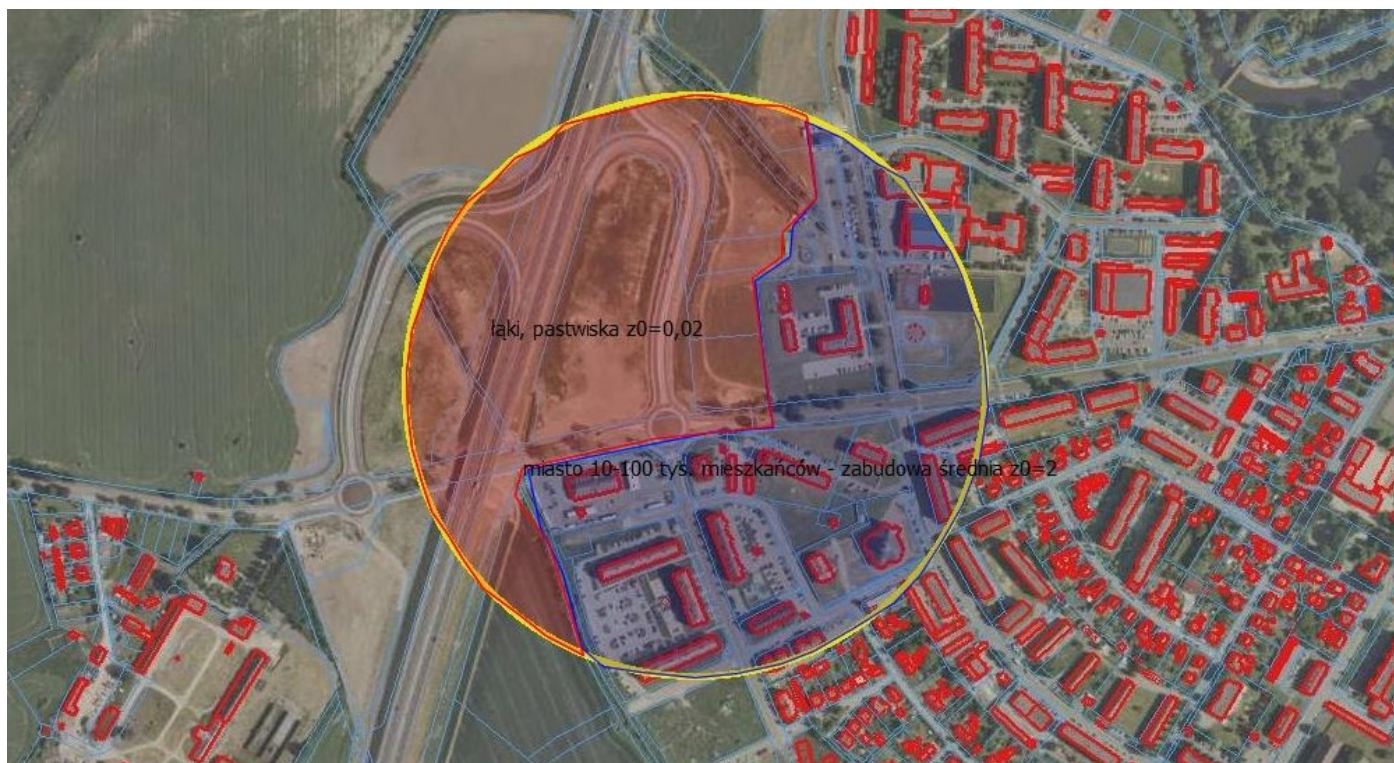 łąki, pastwiska z0=0,02
miasto 10-100 tys. mieszkańców - zabudowa średnia z0=2